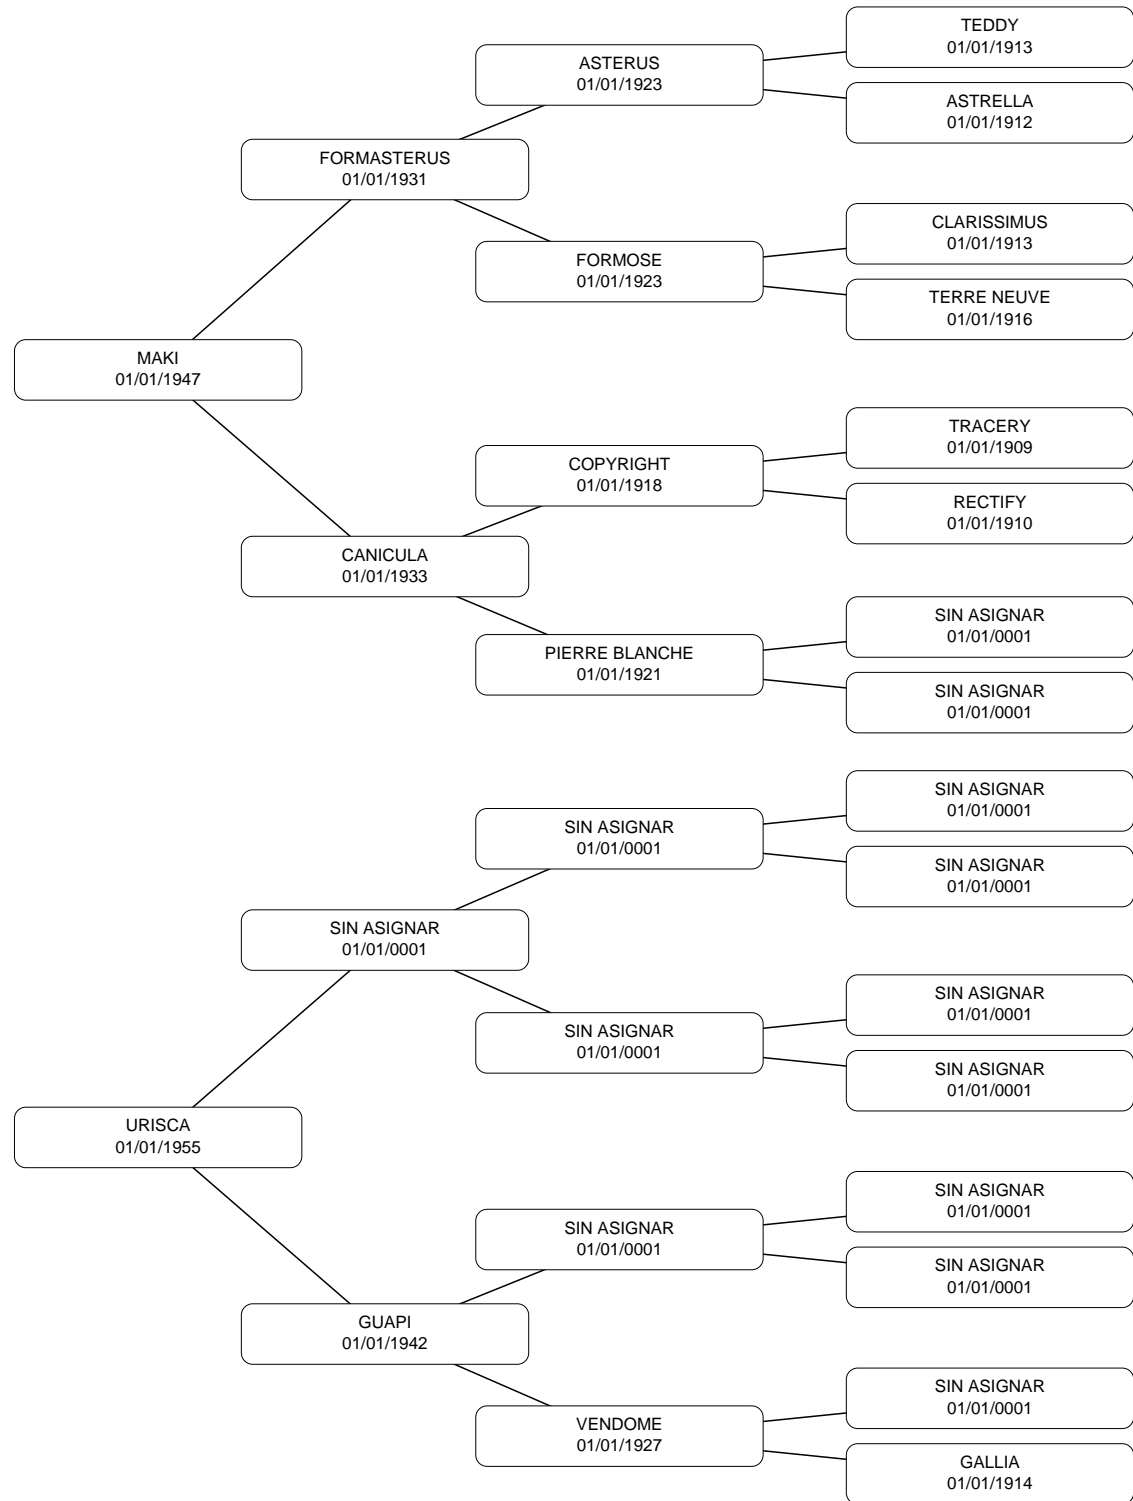 TEDDY
01/01/1913
ASTERUS
01/01/1923
ASTRELLA
01/01/1912
FORMASTERUS
01/01/1931
CLARISSIMUS
01/01/1913
FORMOSE
01/01/1923
TERRE NEUVE
01/01/1916
MAKI
01/01/1947
TRACERY
01/01/1909
COPYRIGHT
01/01/1918
RECTIFY
01/01/1910
CANICULA
01/01/1933
SIN ASIGNAR
01/01/0001
PIERRE BLANCHE
01/01/1921
SIN ASIGNAR
01/01/0001
SIN ASIGNAR
01/01/0001
SIN ASIGNAR
01/01/0001
SIN ASIGNAR
01/01/0001
SIN ASIGNAR
01/01/0001
SIN ASIGNAR
01/01/0001
SIN ASIGNAR
01/01/0001
SIN ASIGNAR
01/01/0001
URISCA
01/01/1955
SIN ASIGNAR
01/01/0001
SIN ASIGNAR
01/01/0001
SIN ASIGNAR
01/01/0001
GUAPI
01/01/1942
SIN ASIGNAR
01/01/0001
VENDOME
01/01/1927
GALLIA
01/01/1914